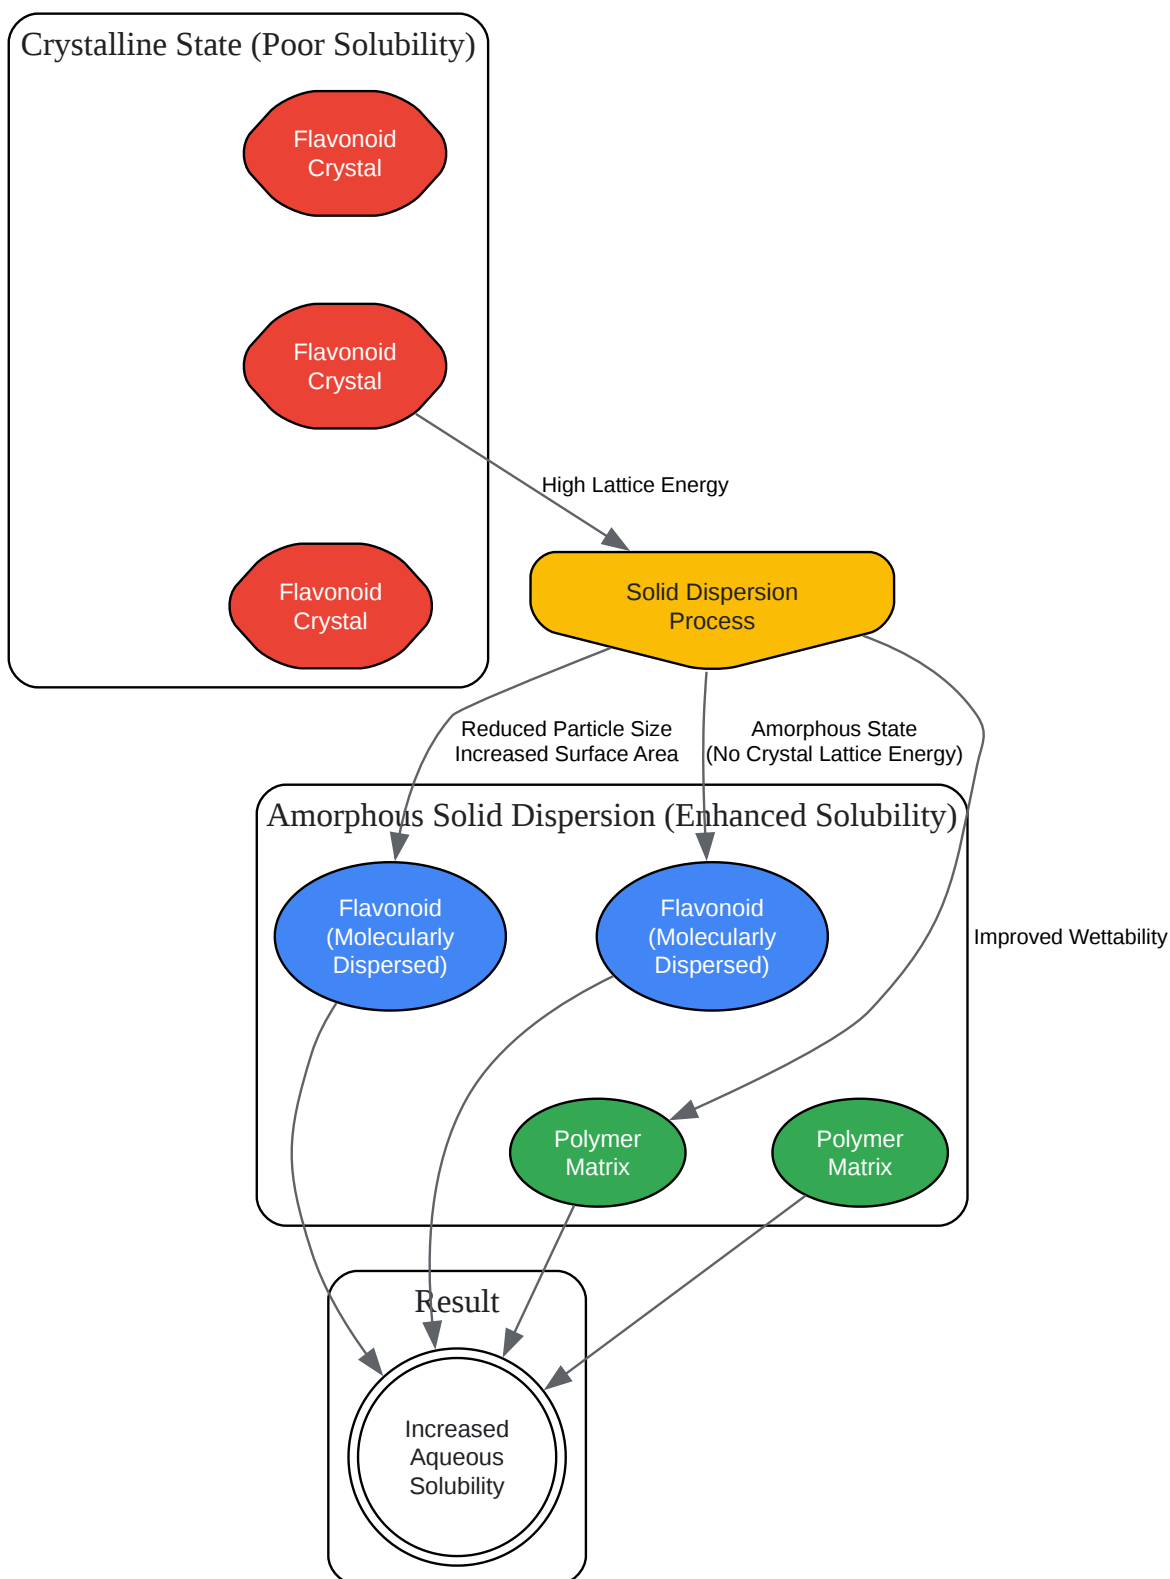 Crystalline State (Poor Solubility)
Flavonoid
Crystal
Flavonoid
Crystal
High Lattice Energy
Flavonoid
Crystal
Solid Dispersion
Process
Reduced Particle Size
Increased Surface Area
Amorphous State
(No Crystal Lattice Energy)
Amorphous Solid Dispersion (Enhanced Solubility)
Flavonoid
(Molecularly
Dispersed)
Flavonoid
(Molecularly
Dispersed)
Improved Wettability
Polymer
Matrix
Polymer
Matrix
Result
Increased
Aqueous
Solubility